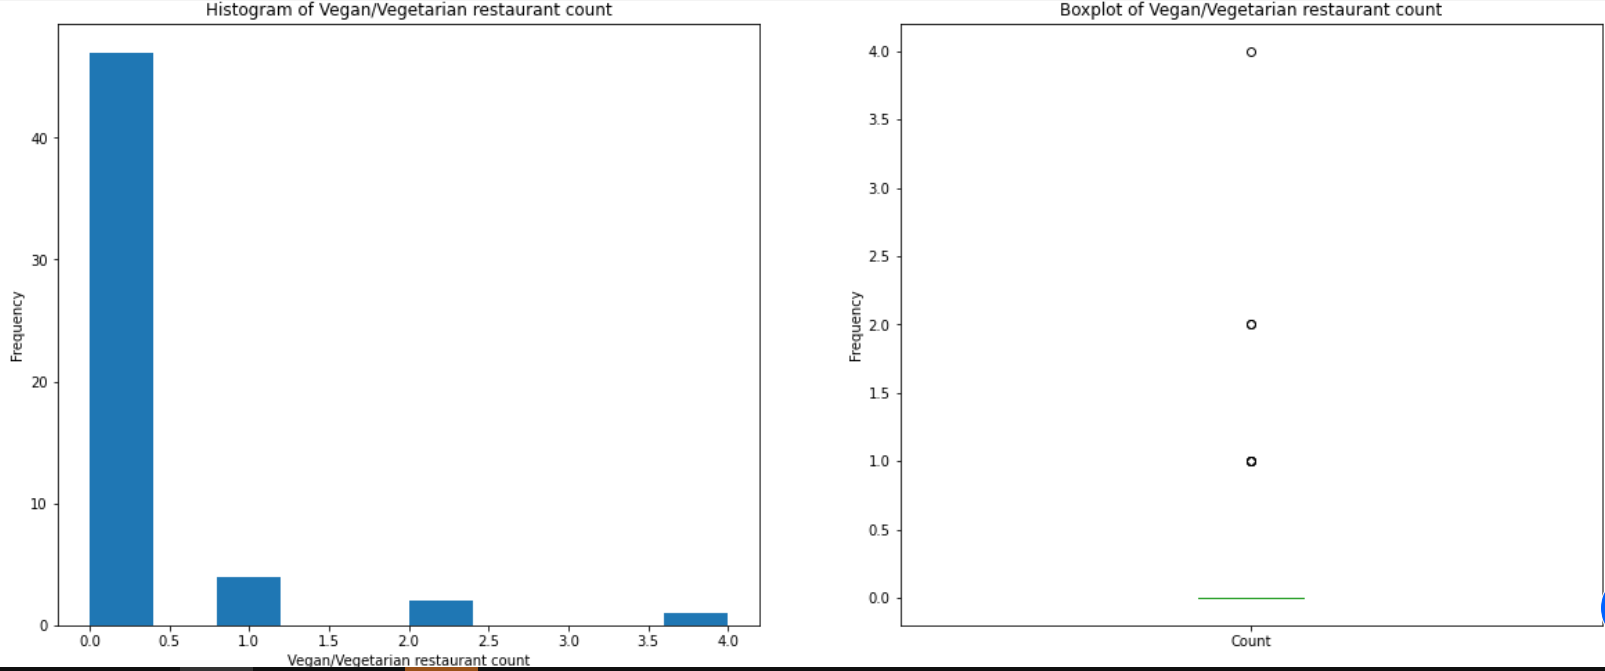 Histogram of Vegan/Vegetarian restaurant count
Frequency
40
30
20
10
0
0.0 0.5 1.0 1.5 2.0 2.5 3.0 3.5 4.0
Vegan/Vegetarian restaurant count
Boxplot of Vegan/Vegetarian restaurant count
Frequency
4.0
3.5
3.0
2.5
2.0
1.5
1.0
0.5
0.0
Count